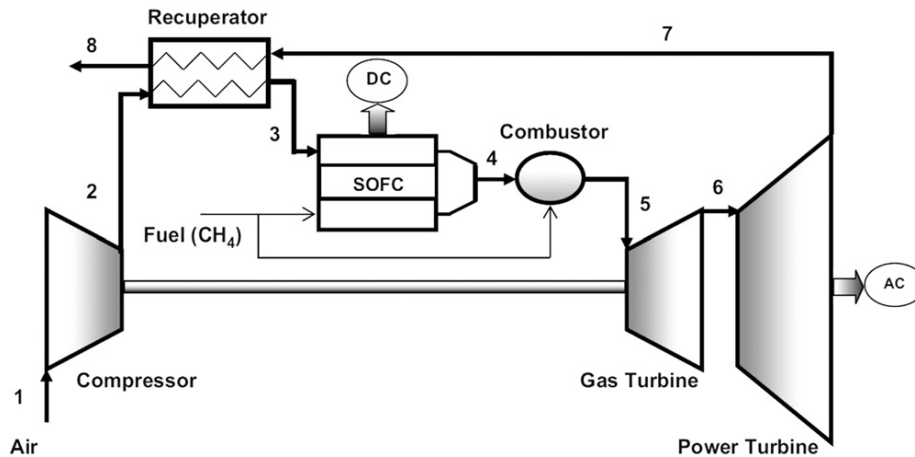 Recuperator
8
7
DC
3
Combustor
4
SOFC
2
5
6
Fuel (CH₄)
AC
Compressor
Gas Turbine
1
Air
Power Turbine